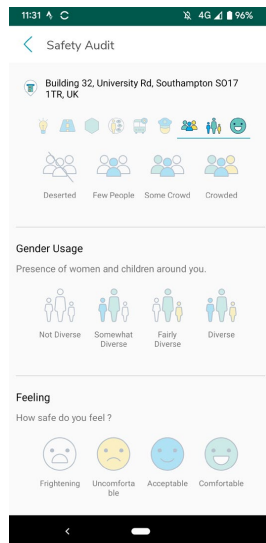 11:31 4G 96%
Safety Audit
Building 32, University Rd, Southampton SO17
1TR, UK
Deserted Few People Some Crowd Crowded
Gender Usage
Presence of women and children around you.
Not Diverse Somewhat Fairly Diverse
Diverse Diverse
Feeling
How safe do you feel ?
Frightening Uncomforta Acceptable Comfortable
ble